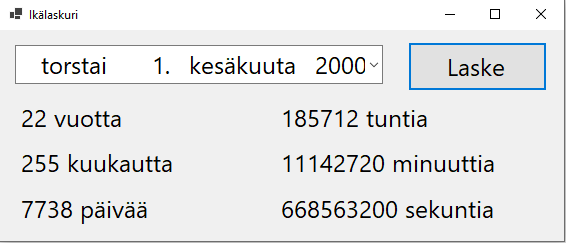 Ikälaskuri
torstai 1. kesäkuuta 2000
Laske
22 vuotta
185712 tuntia
255 kuukautta
11142720 minuuttia
7738 päivää
668563200 sekuntia